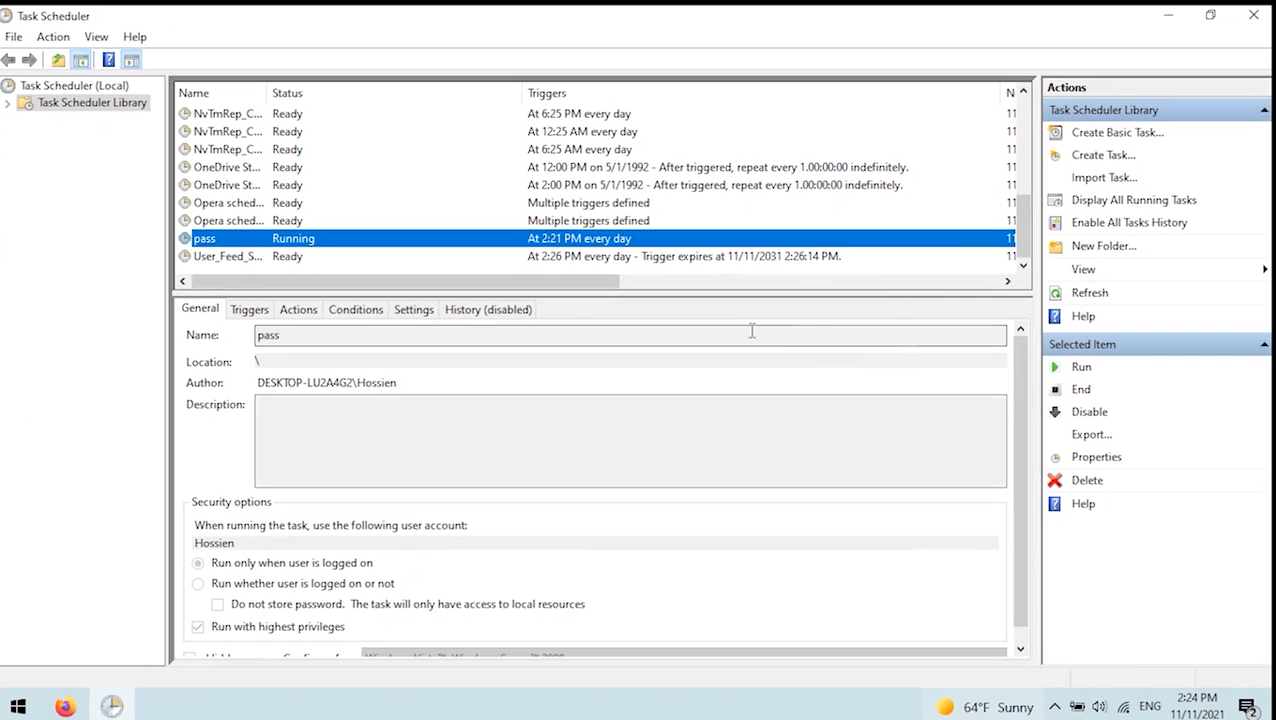 Task Scheduler
File Action View Help
Task Scheduler (Local)
Task Scheduler Library
Name Status Triggers N
NvTmRep_C... Ready At 6:25 PM every day 11
NvTmRep_C... Ready At 12:25 AM every day 11
NvTmRep_C... Ready At 6:25 AM every day 11
OneDrive St... Ready At 12:00 PM on 5/1/1992 - After triggered, repeat every 1.00:00:00 indefinitely. 11
OneDrive St... Ready At 2:00 PM on 5/1/1992 - After triggered, repeat every 1.00:00:00 indefinitely. 11
Opera sched... Ready Multiple triggers defined 11
Opera sched... Ready Multiple triggers defined 11
pass Running At 2:21 PM every day 11
User_Feed_S... Ready At 2:26 PM every day - Trigger expires at 11/11/2031 2:26:14 PM. 11
General Triggers Actions Conditions Settings History (disabled)
Name: pass
Location: \
Author: DESKTOP-LU2A4G2\Hossien
Description:
Security options
When running the task, use the following user account:
Hossien
Run only when user is logged on
Run whether user is logged on or not
Do not store password. The task will only have access to local resources
Run with highest privileges
Actions
Task Scheduler Library
Create Basic Task...
Create Task...
Import Task...
Display All Running Tasks
Enable All Tasks History
New Folder...
View
Refresh
Help
Selected Item
Run
End
Disable
Export...
Properties
Delete
Help
64°F Sunny
ENG
2:24 PM
11/11/2021
2